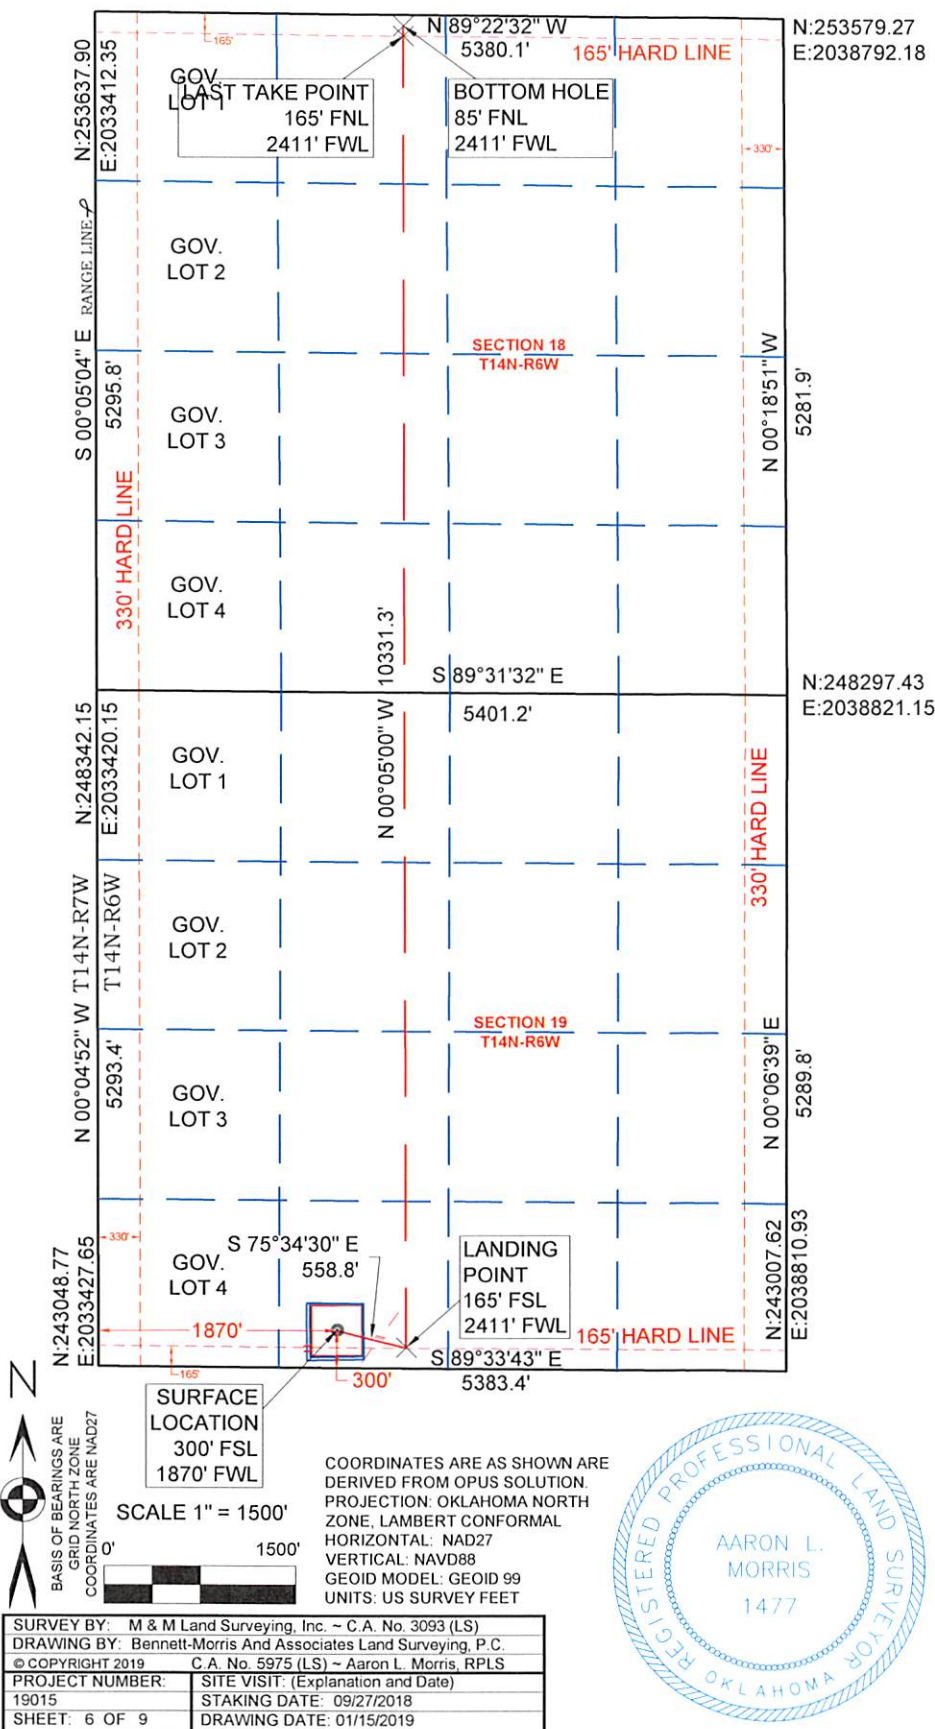 N 89°22'32" W
5380.1'
N:253579.27
E:2038792.18
165'
165' HARD LINE
N:253637.90
E:2033412.35
GOV.
LOT 1
LAST TAKE POINT
165' FNL
2411' FWL
BOTTOM HOLE
85' FNL
2411' FWL
330'
GOV.
LOT 2
S 00°05'04" E RANGE LINE
5295.8'
SECTION 18
T14N-R6W
N 00°18'51" W
5281.9'
GOV.
LOT 3
330' HARD LINE
GOV.
LOT 4
N 00°05'00" W 10331.3'
S 89°31'32" E
5401.2'
N:248297.43
E:2038821.15
N:248342.15
E:2033420.15
GOV.
LOT 1
330' HARD LINE
N 00°04'52" W T14N-R7W
5293.4' T14N-R6W
GOV.
LOT 2
SECTION 19
T14N-R6W
N 00°06'39" E
5289.8'
GOV.
LOT 3
330'
S 75°34'30" E
558.8'
GOV.
LOT 4
LANDING
POINT
165' FSL
2411' FWL
N:243048.77
E:2033427.65
N:243007.62
E:2038810.93
1870'
165' HARD LINE
S 89°33'43" E
5383.4'
165'
300'
SURFACE
LOCATION
300' FSL
1870' FWL
N
BASIS OF BEARINGS ARE
GRID NORTH ZONE
COORDINATES ARE NAD27
SCALE 1" = 1500'
0' 1500'
COORDINATES ARE AS SHOWN ARE
DERIVED FROM OPUS SOLUTION.
PROJECTION: OKLAHOMA NORTH
ZONE, LAMBERT CONFORMAL
HORIZONTAL: NAD27
VERTICAL: NAVD88
GEOID MODEL: GEOID 99
UNITS: US SURVEY FEET
REGISTERED PROFESSIONAL LAND SURVEYOR
AARON L.
MORRIS
1477
OKLAHOMA
SURVEY BY: M & M Land Surveying, Inc. ~ C.A. No. 3093 (LS)
DRAWING BY: Bennett-Morris And Associates Land Surveying, P.C.
© COPYRIGHT 2019 C.A. No. 5975 (LS) ~ Aaron L. Morris, RPLS
PROJECT NUMBER: SITE VISIT: (Explanation and Date)
19015 STAKING DATE: 09/27/2018
SHEET: 6 OF 9 DRAWING DATE: 01/15/2019